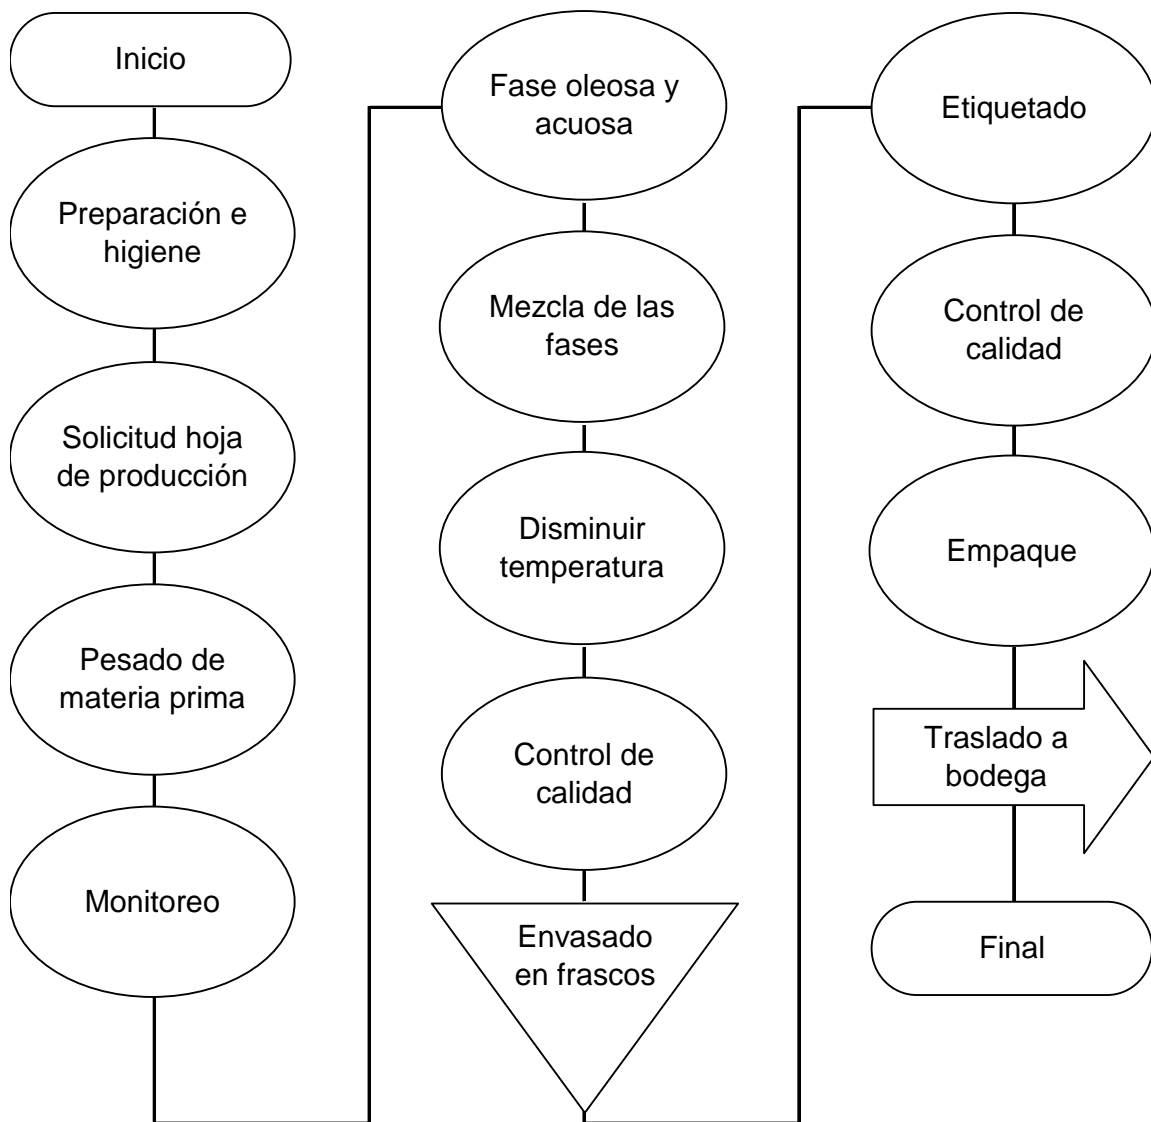 Inicio
Preparación e
higiene
Solicitud hoja
de producción
Pesado de
materia prima
Monitoreo
Fase oleosa y
acuosa
Mezcla de las
fases
Disminuir
temperatura
Control de
calidad
Envasado
en frascos
Etiquetado
Control de
calidad
Empaque
Traslado a
bodega
Final